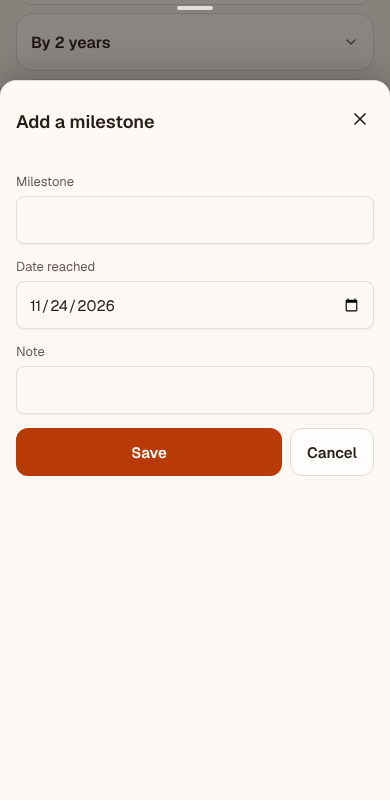 By 2 years
Add a milestone
Milestone
Date reached
11/24/2026
Note
Save
Cancel